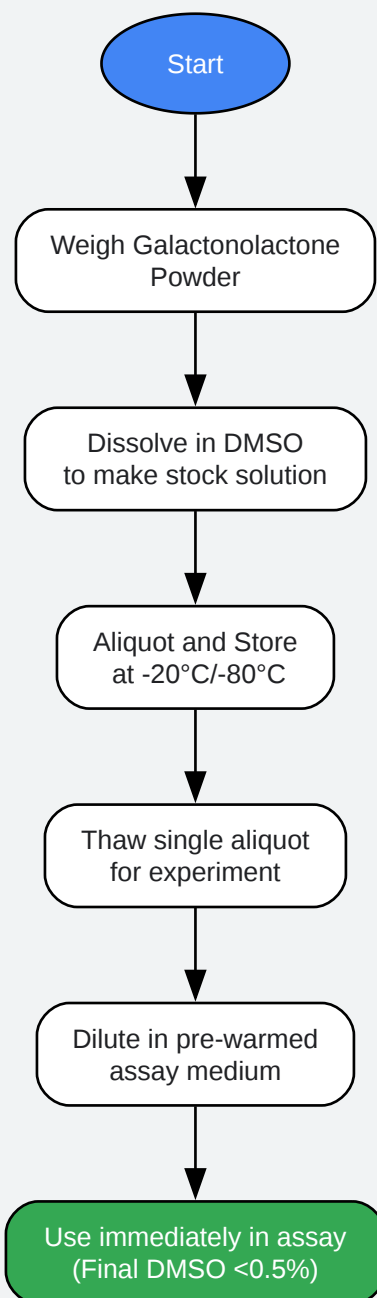 Start
Weigh Galactonolactone
Powder
Dissolve in DMSO
to make stock solution
Aliquot and Store
at -20°C/-80°C
Thaw single aliquot
for experiment
Dilute in pre-warmed
assay medium
Use immediately in assay
(Final DMSO <0.5%)